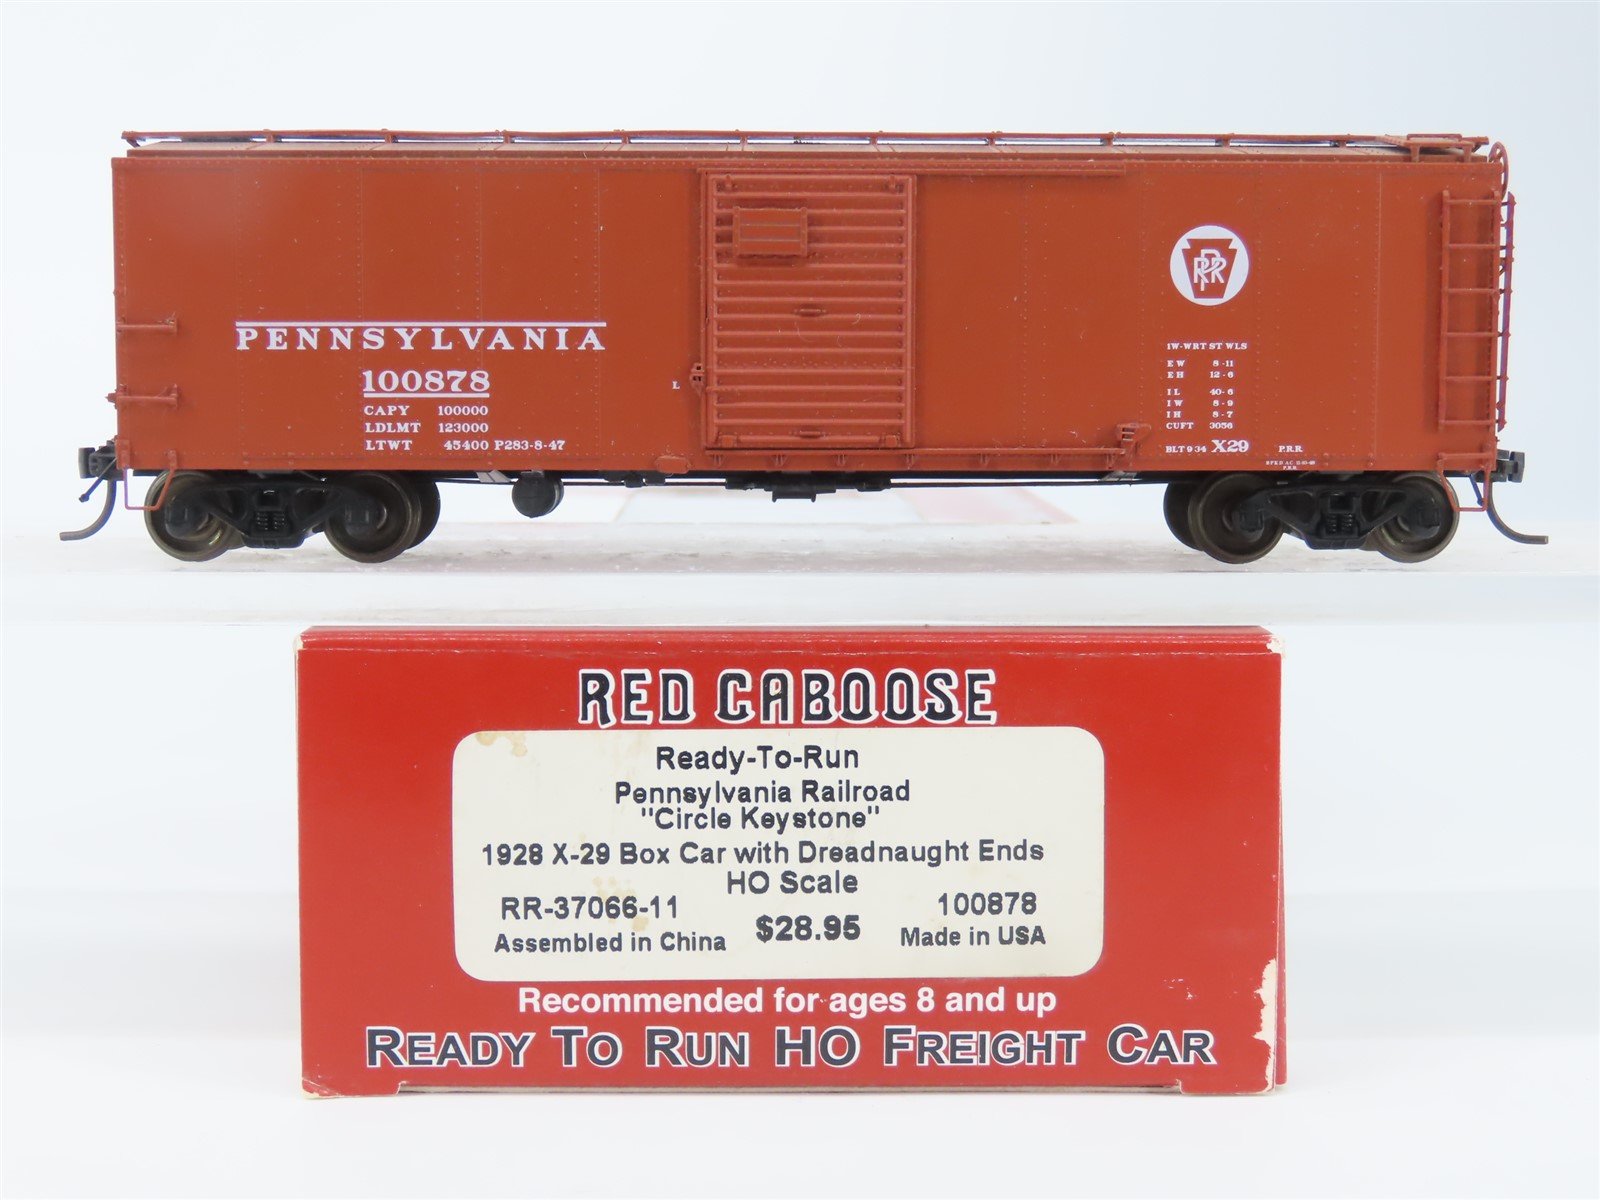 PENNSYLVANIA
100878
CAPY 100000
LDLMT 123000
LTWT 45400 P283-8-47
L
PRR
1W-WRT ST WLS
EW 8-11
EH 12-6
IL 40-6
IW 8-9
IH 8-7
CUFT 3056
BLT 9 34 X29 P.R.R.
P.R.R.
RED CABOOSE
Ready-To-Run
Pennsylvania Railroad
"Circle Keystone"
1928 X-29 Box Car with Dreadnaught Ends
HO Scale
RR-37066-11 100878
Assembled in China $28.95 Made in USA
Recommended for ages 8 and up
READY TO RUN HO FREIGHT CAR